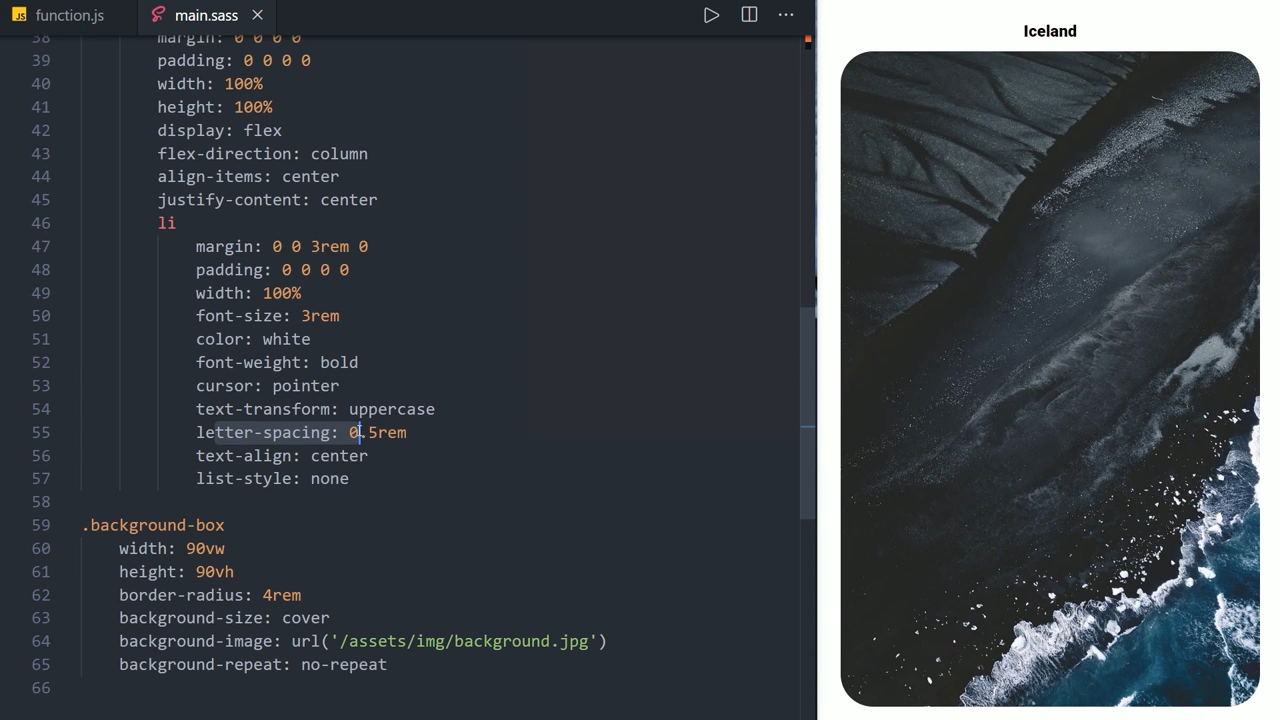 JS function.js main.sass
38 margin: 0 0 0 0
39 padding: 0 0 0 0
40 width: 100%
41 height: 100%
42 display: flex
43 flex-direction: column
44 align-items: center
45 justify-content: center
46 li
47 margin: 0 0 3rem 0
48 padding: 0 0 0 0
49 width: 100%
50 font-size: 3rem
51 color: white
52 font-weight: bold
53 cursor: pointer
54 text-transform: uppercase
55 letter-spacing: 0.5rem
56 text-align: center
57 list-style: none
58
59 .background-box
60 width: 90vw
61 height: 90vh
62 border-radius: 4rem
63 background-size: cover
64 background-image: url('/assets/img/background.jpg')
65 background-repeat: no-repeat
66
Iceland